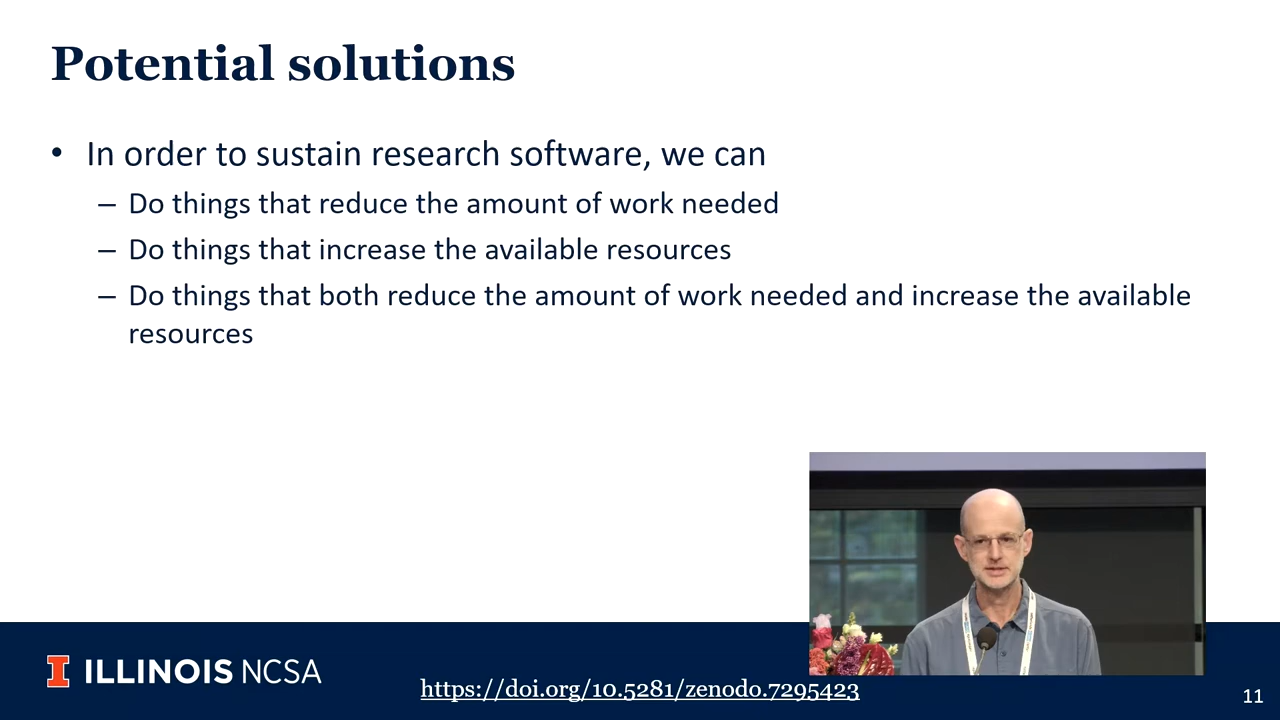 Potential solutions
• In order to sustain research software, we can
– Do things that reduce the amount of work needed
– Do things that increase the available resources
– Do things that both reduce the amount of work needed and increase the available
resources
I ILLINOIS NCSA
https://doi.org/10.5281/zenodo.7295423
11